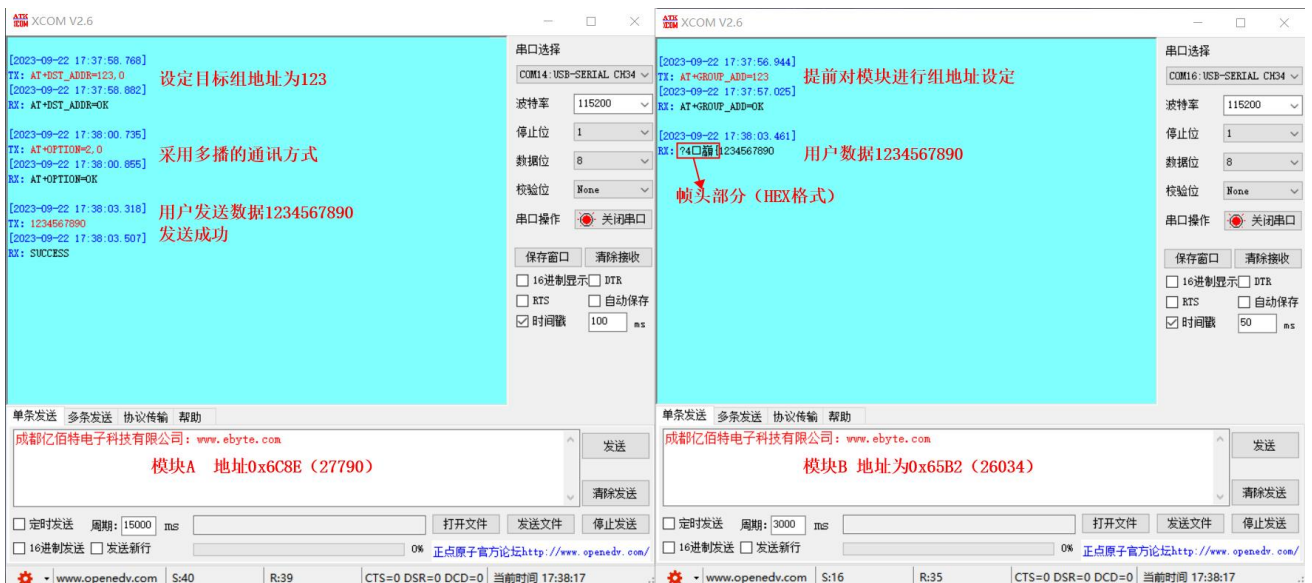 XCOM V2.6
[2023-09-22 17:37:58.768]
TX: AT+DST_ADDR=123,0
设定目标组地址为123
[2023-09-22 17:37:58.882]
RX: AT+DST_ADDR=OK
[2023-09-22 17:38:00.735]
TX: AT+OPTION=2,0
采用多播的通讯方式
[2023-09-22 17:38:00.855]
RX: AT+OPTION=OK
[2023-09-22 17:38:03.318]
用户发送数据1234567890
TX: 1234567890
发送成功
[2023-09-22 17:38:03.507]
RX: SUCCESS
串口选择
COM14:USB-SERIAL CH34
波特率
115200
停止位
1
数据位
8
校验位
None
串口操作
关闭串口
保存窗口
清除接收
16进制显示
DTR
RTS
自动保存
时间戳
100
ms
单条发送
多条发送
协议传输
帮助
成都亿佰特电子科技有限公司：www.ebyte.com
模块A 地址0x6C8E（27790）
发送
清除发送
定时发送
周期:
15000
ms
打开文件
发送文件
停止发送
16进制发送
发送新行
0%
正点原子官方论坛http://www.openedv.com/
www.openedv.com
S:40
R:39
CTS=0 DSR=0 DCD=0
当前时间 17:38:17
XCOM V2.6
[2023-09-22 17:37:56.944]
TX: AT+GROUP_ADD=123
提前对模块进行组地址设定
[2023-09-22 17:37:57.025]
RX: AT+GROUP_ADD=OK
[2023-09-22 17:38:03.461]
RX: ?4 {1234567890
用户数据1234567890
帧头部分（HEX格式）
串口选择
COM16:USB-SERIAL CH34
波特率
115200
停止位
1
数据位
8
校验位
None
串口操作
关闭串口
保存窗口
清除接收
16进制显示
DTR
RTS
自动保存
时间戳
50
ms
单条发送
多条发送
协议传输
帮助
成都亿佰特电子科技有限公司：www.ebyte.com
模块B 地址为0x65B2（26034）
发送
清除发送
定时发送
周期:
3000
ms
打开文件
发送文件
停止发送
16进制发送
发送新行
0%
正点原子官方论坛http://www.openedv.com/
www.openedv.com
S:16
R:35
CTS=0 DSR=0 DCD=0
当前时间 17:38:17